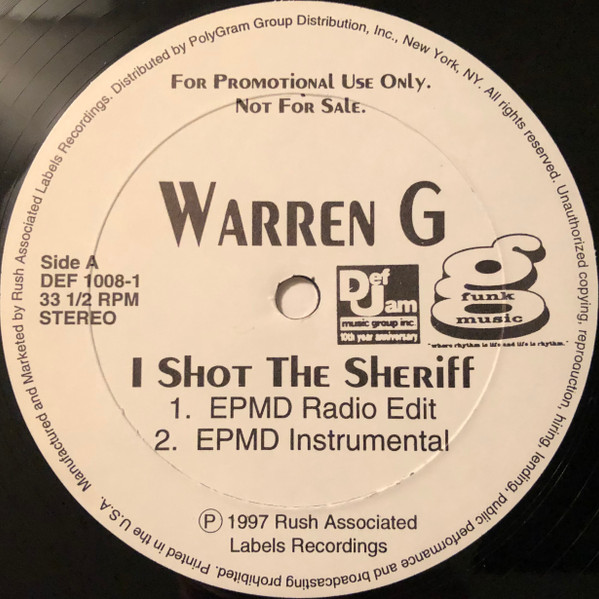 Manufactured and Marketed by Rush Associated Labels Recordings. Distributed by PolyGram Group Distribution, Inc., New York, NY. All rights reserved. Unauthorized copying, reproduction, hiring, lending, public performance and broadcasting prohibited. Printed in the U.S.A.
For Promotional Use Only.
Not For Sale.
Warren G
Side A
DEF 1008-1
33 1/2 RPM
STEREO
Def
Jam
music group inc.
10th year anniversary
G
funk
music
"where rhythm is life and life is rhythm."
I Shot The Sheriff
1. EPMD Radio Edit
2. EPMD Instrumental
Ⓟ 1997 Rush Associated
Labels Recordings